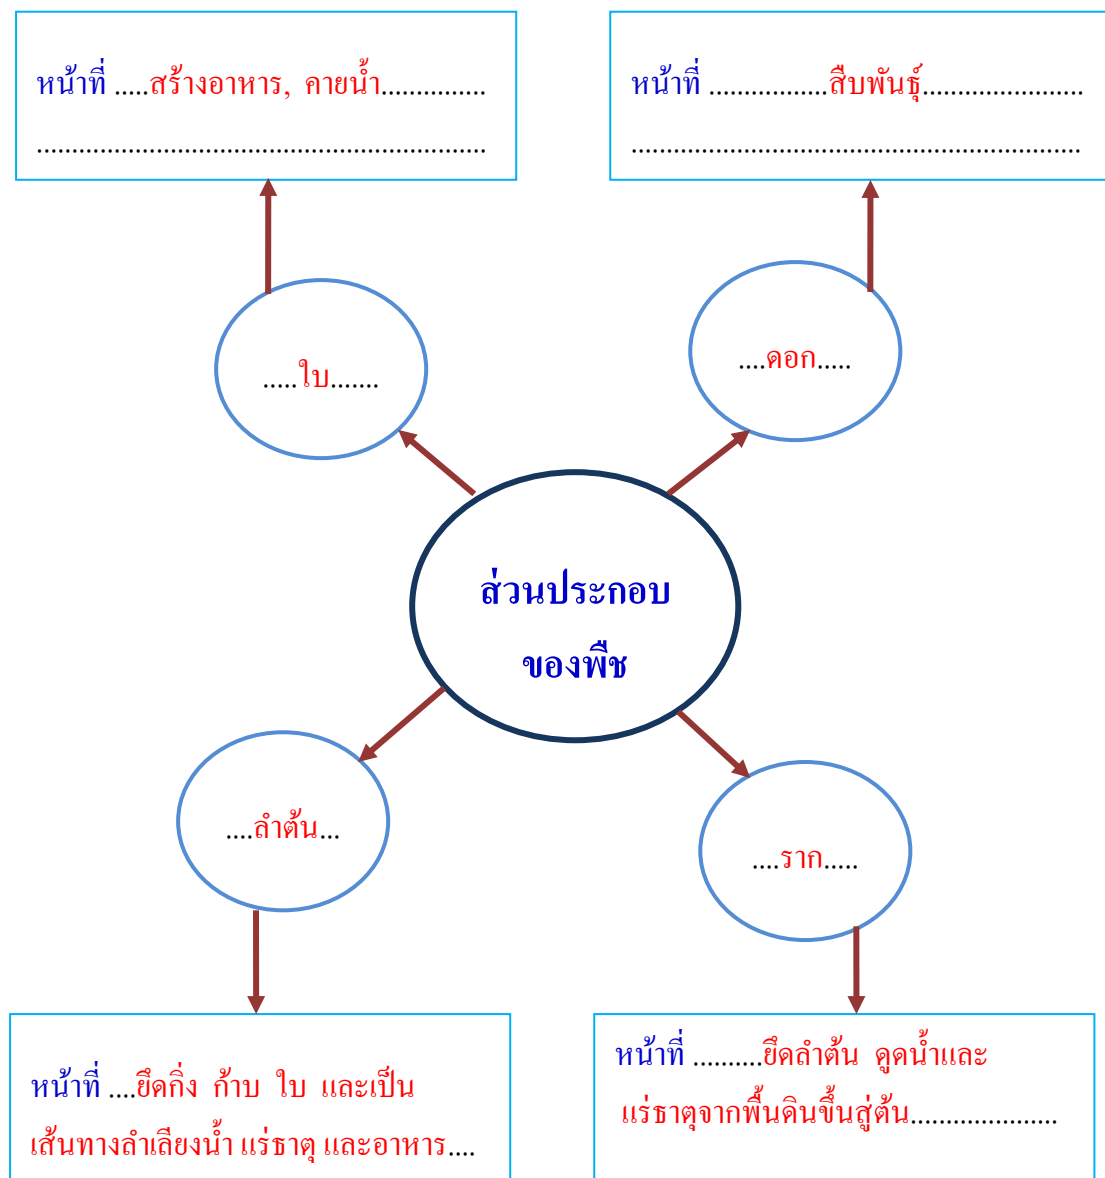 หน้าที่ .....สร้างอาหาร, คายน้ำ...............
................................................................
หน้าที่ .................สืบพันธุ์.......................
................................................................
.....ใบ.......
....ดอก.....
ส่วนประกอบ
ของพืช
....ลำต้น...
....ราก.....
หน้าที่ ....ยึดกิ่ง ก้าบ ใบ และเป็น
เส้นทางลำเลียงน้ำ แร่ธาตุ และอาหาร....
หน้าที่ ..........ยึดลำต้น ดูดน้ำและ
แร่ธาตุจากพื้นดินขึ้นสู่ต้น.....................